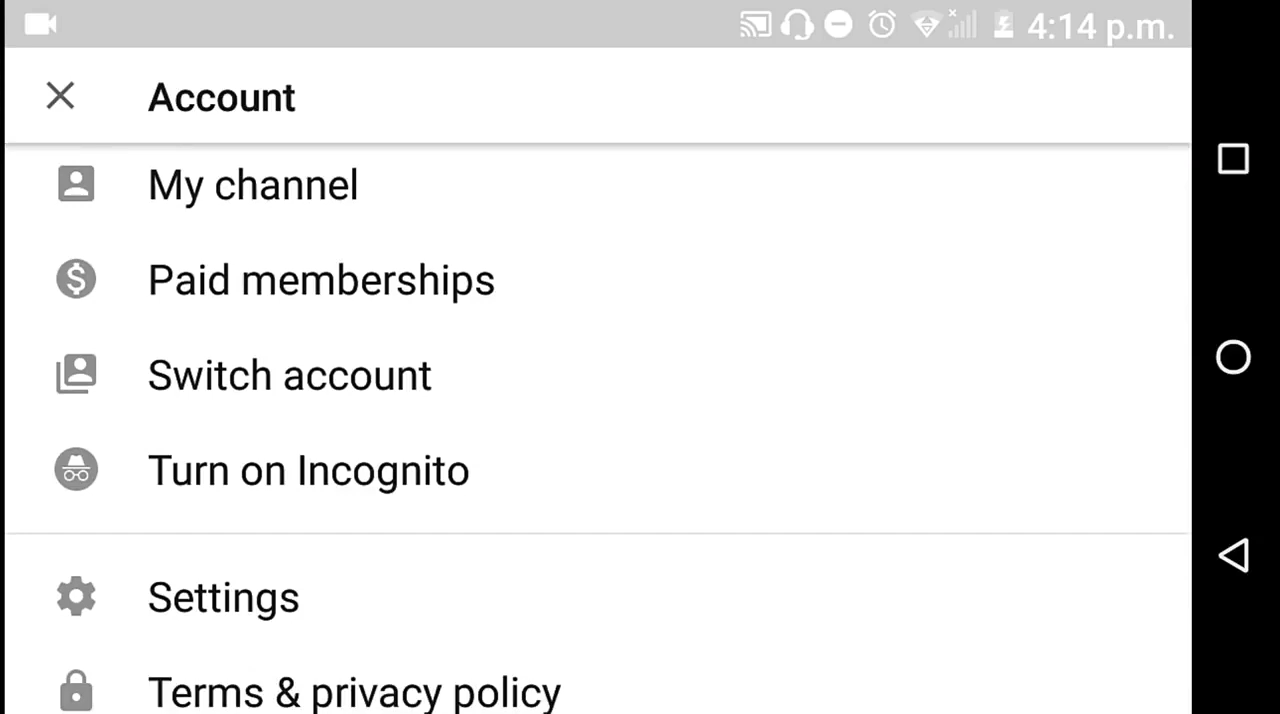 4:14 p.m.
Account
My channel
Paid memberships
Switch account
Turn on Incognito
Settings
Terms & privacy policy